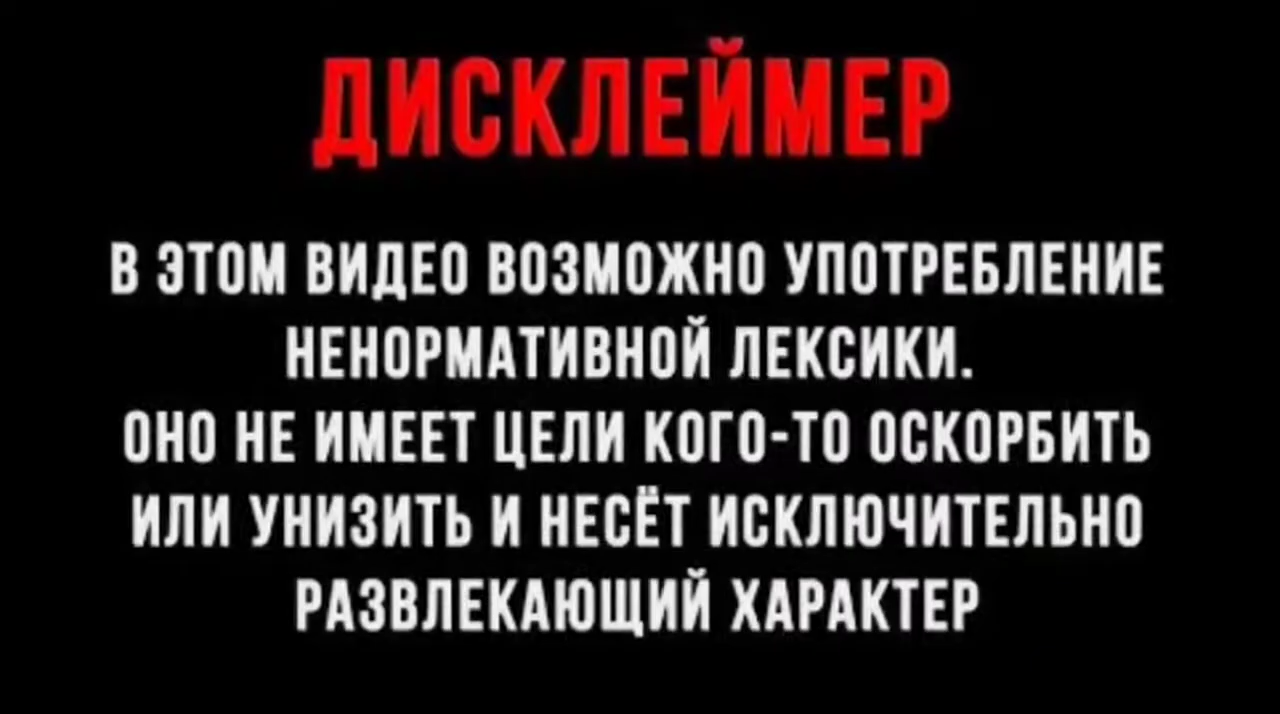 ДИСКЛЕЙМЕР
В ЭТОМ ВИДЕО ВОЗМОЖНО УПОТРЕБЛЕНИЕ
НЕНОРМАТИВНОЙ ЛЕКСИКИ.
ОНО НЕ ИМЕЕТ ЦЕЛИ КОГО-ТО ОСКОРБИТЬ
ИЛИ УНИЗИТЬ И НЕСЁТ ИСКЛЮЧИТЕЛЬНО
РАЗВЛЕКАЮЩИЙ ХАРАКТЕР